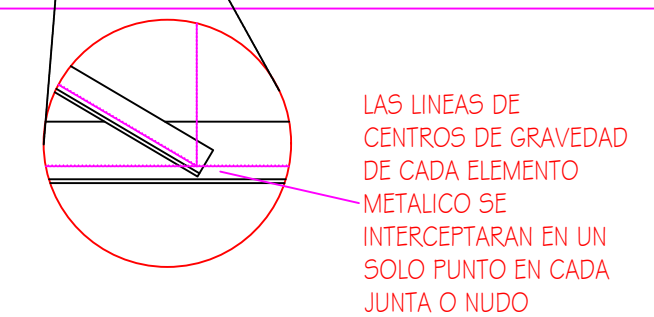 LAS LINEAS DE
CENTROS DE GRAVEDAD
DE CADA ELEMENTO
METALICO SE
INTERCEPTARAN EN UN
SOLO PUNTO EN CADA
JUNTA O NUDO